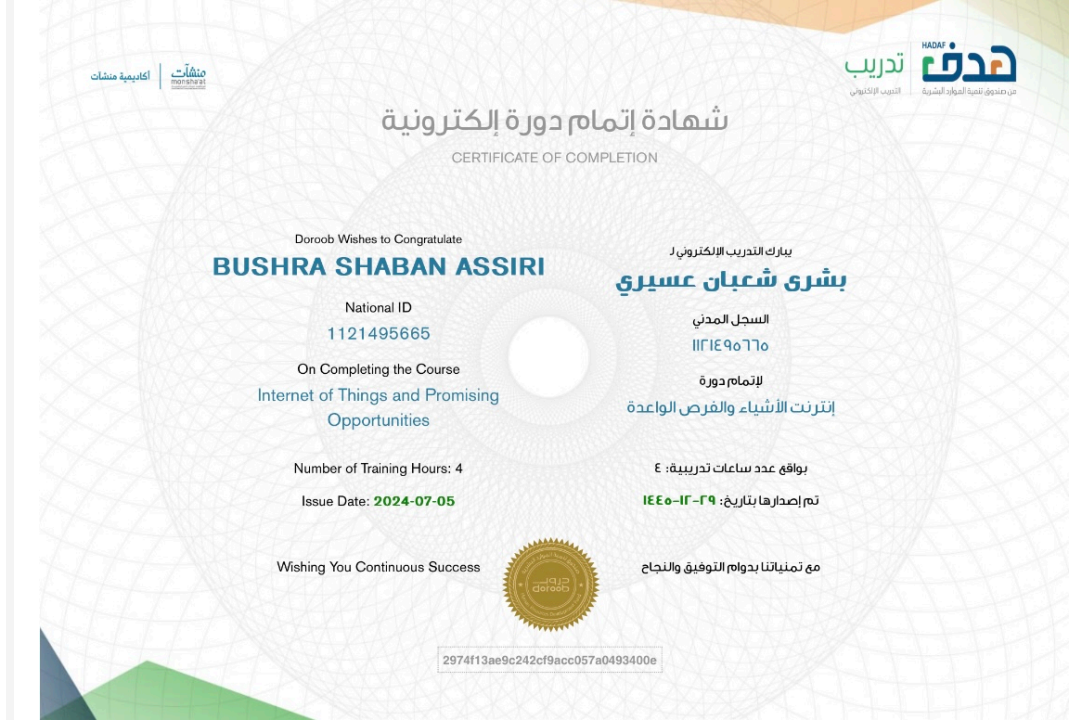 HADAF
هدف
من صندوق تنمية الموارد البشرية
تدريب
التدريب الإلكتروني
منشآت
monsha'at
أكاديمية منشآت
شهادة إتمام دورة إلكترونية
CERTIFICATE OF COMPLETION
Doroob Wishes to Congratulate
BUSHRA SHABAN ASSIRI
National ID
1121495665
On Completing the Course
Internet of Things and Promising
Opportunities
Number of Training Hours: 4
Issue Date: 2024-07-05
Wishing You Continuous Success
يبارك التدريب الإلكتروني لـ
بشرى شعبان عسيري
السجل المدني
١١٢١٤٩٥٦٦٥
لإتمام دورة
إنترنت الأشياء والفرص الواعدة
بواقع عدد ساعات تدريبية: ٤
تم إصدارها بتاريخ: ٢٩-١٢-١٤٤٥
مع تمنياتنا بدوام التوفيق والنجاح
دروب
doroob
2974f13ae9c242cf9acc057a0493400e